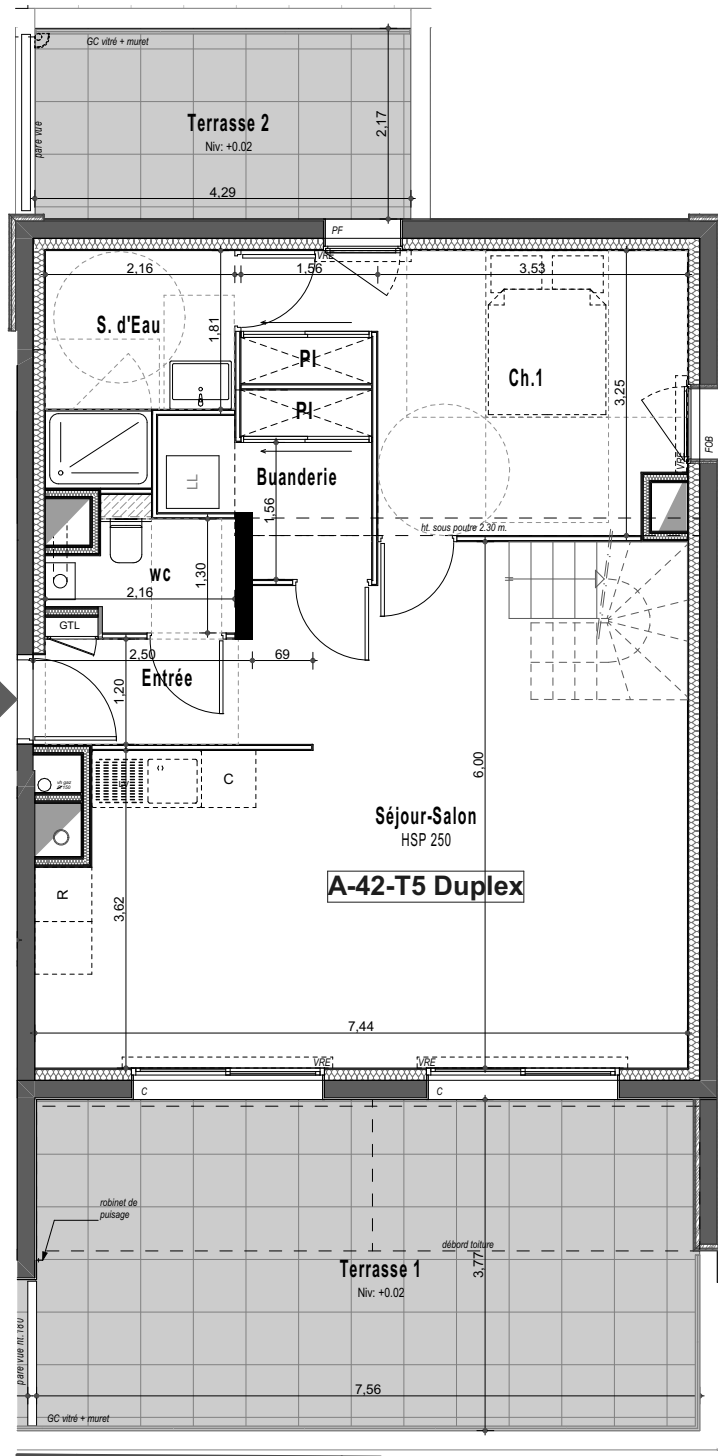 GC vitré + muret
pare vue
Terrasse 2
Niv: +0.02
2,17
4,29
PF
VRE
2,16
1,56
3,53
S. d'Eau
1,81
Pl
Pl
Ch.1
3,25
FOB
VRE
LL
Buanderie
1,56
ht. sous poutre 2.30 m.
wc
1,30
2,16
GTL
2,50
69
Entrée
1,20
6,00
C
Séjour-Salon
HSP 250
A-42-T5 Duplex
R
3,62
7,44
VRE
VRE
C
C
robinet de
puisage
débord toiture
3,77
Terrasse 1
Niv: +0.02
pare vue ht.180
7,56
GC vitré + muret